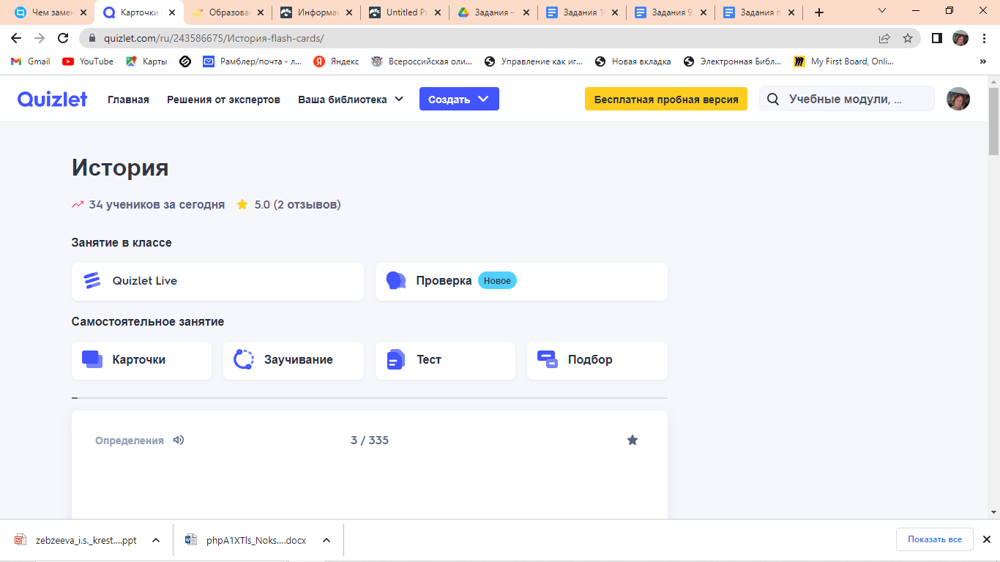 Чем замен
Карточки
Образова
Информац
Untitled Pr
Задания –
Задания 1
Задания 9
Задания п
quizlet.com/ru/243586675/История-flash-cards/
Gmail
YouTube
Карты
Рамблер/почта - л...
Яндекс
Всероссийская оли...
Управление как иг...
Новая вкладка
Электронная Библ...
My First Board, Onli...
»
Quizlet
Главная
Решения от экспертов
Ваша библиотека
Создать
Бесплатная пробная версия
Учебные модули, ...
История
34 учеников за сегодня
5.0 (2 отзывов)
Занятие в классе
Quizlet Live
Проверка
Новое
Самостоятельное занятие
Карточки
Заучивание
Тест
Подбор
Определения
3 / 335
zebzeeva_i.s._krest....ppt
phpA1XTls_Noks....docx
Показать все